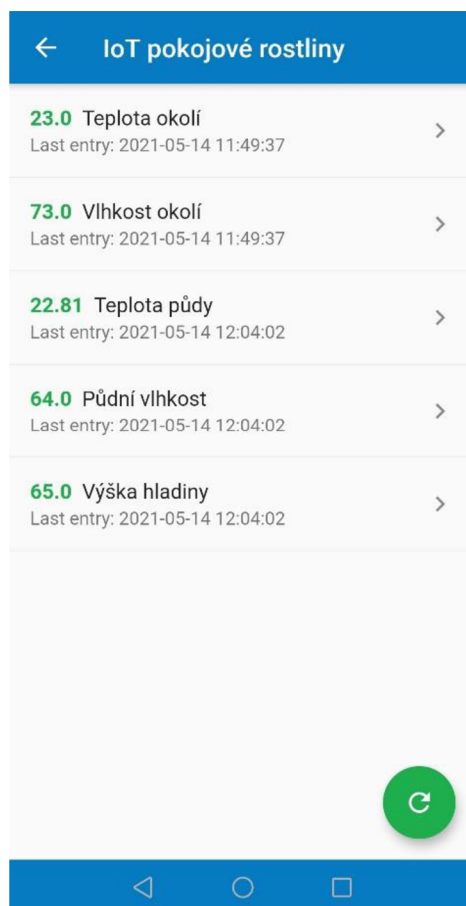 IoT pokojové rostliny
23.0 Teplota okolí
Last entry: 2021-05-14 11:49:37
73.0 Vlhkost okolí
Last entry: 2021-05-14 11:49:37
22.81 Teplota půdy
Last entry: 2021-05-14 12:04:02
64.0 Půdní vlhkost
Last entry: 2021-05-14 12:04:02
65.0 Výška hladiny
Last entry: 2021-05-14 12:04:02